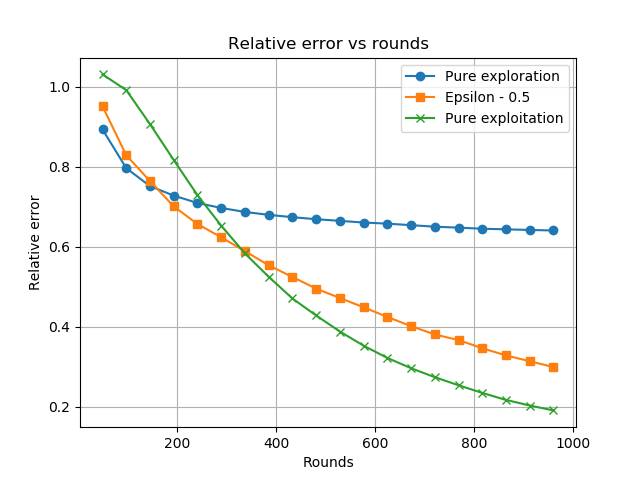 Relative error vs rounds
Pure exploration
Epsilon - 0.5
Pure exploitation
Relative error
1.0
0.8
0.6
0.4
0.2
200 400 600 800 1000
Rounds